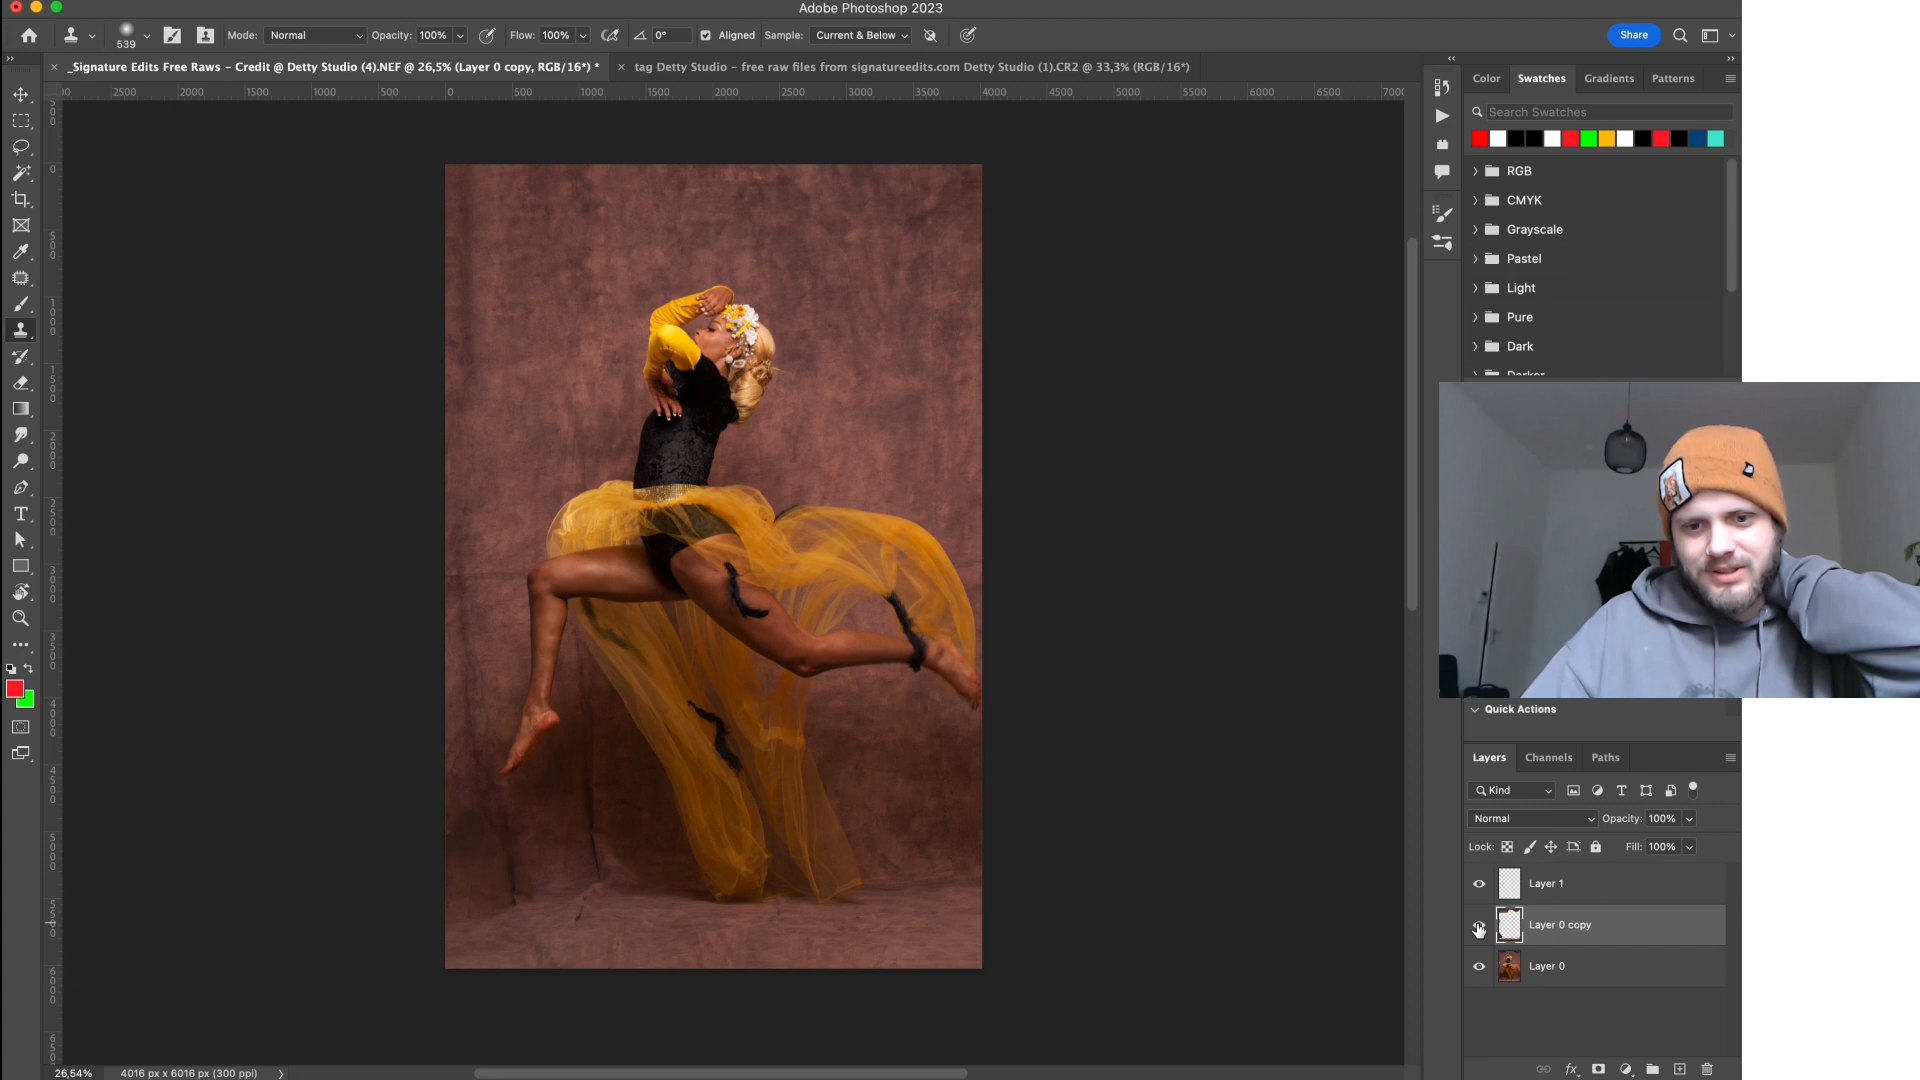 Adobe Photoshop 2023
539
Mode: Normal
Opacity: 100%
Flow: 100%
0°
Aligned
Sample: Current & Below
Share
_Signature Edits Free Raws - Credit @ Detty Studio (4).NEF @ 26,5% (Layer 0 copy, RGB/16*) *
tag Detty Studio - free raw files from signatureedits.com Detty Studio (1).CR2 @ 33,3% (RGB/16*)
2500 2000 1500 1000 500 0 500 1000 1500 2000 2500 3000 3500 4000 4500 5000 5500 6000 6500 7000
Color Swatches Gradients Patterns
Search Swatches
RGB
CMYK
Grayscale
Pastel
Light
Pure
Dark
Darker
Quick Actions
Layers Channels Paths
Kind
Normal
Opacity: 100%
Lock:
Fill: 100%
Layer 1
Layer 0 copy
Layer 0
26,54%
4016 px x 6016 px (300 ppi)